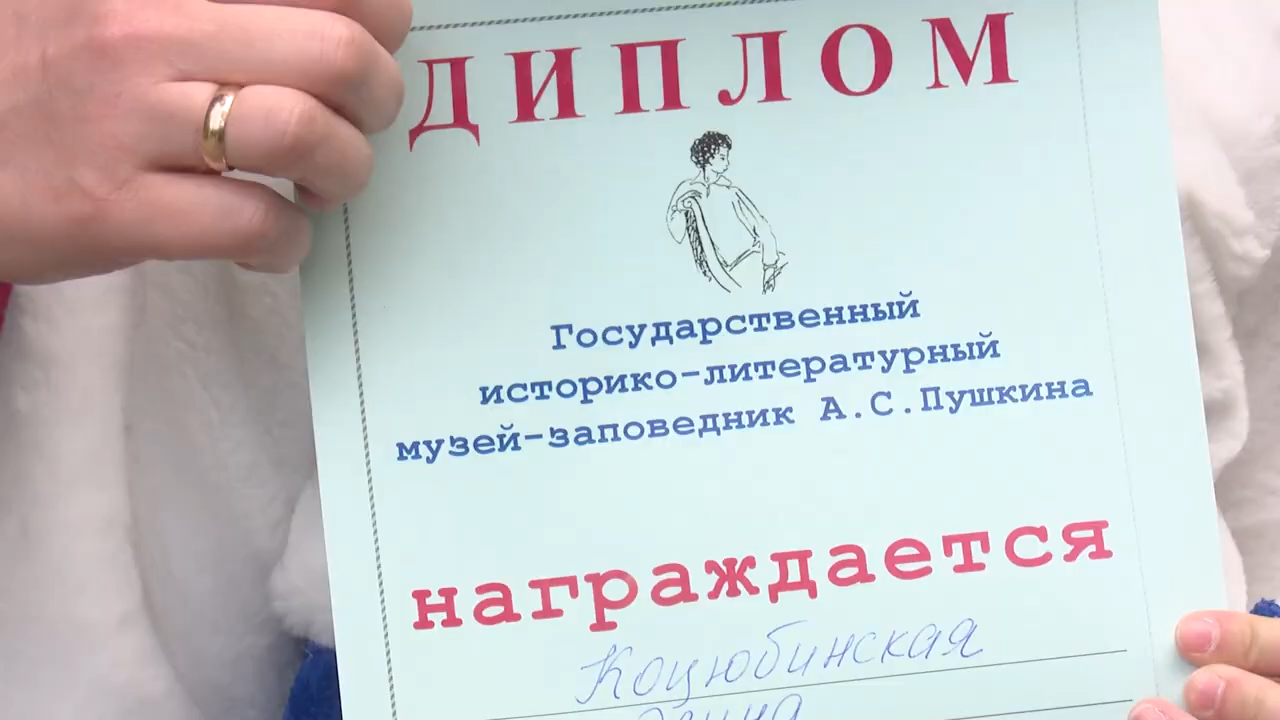 ДИПЛОМ
Государственный
историко-литературный
музей-заповедник А.С.Пушкина
награждается
Коцюбинская